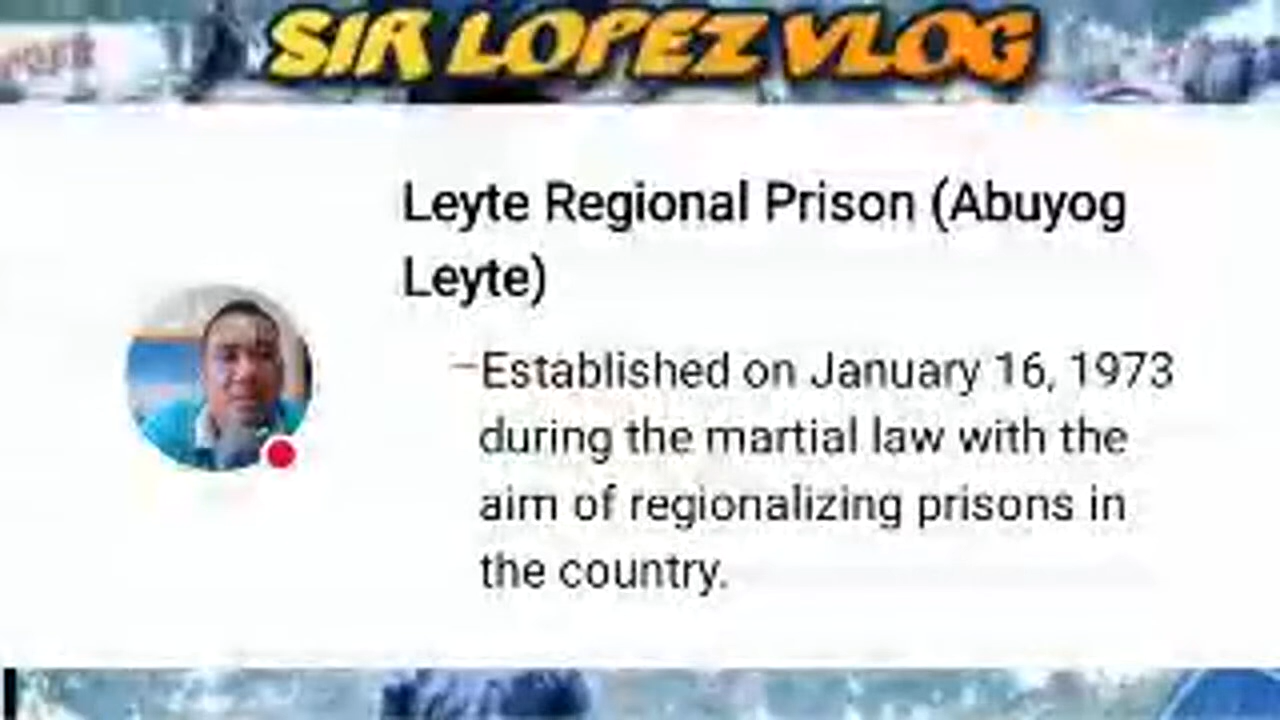 SIR LOPEZ VLOG
Leyte Regional Prison (Abuyog
Leyte)
–Established on January 16, 1973
during the martial law with the
aim of regionalizing prisons in
the country.